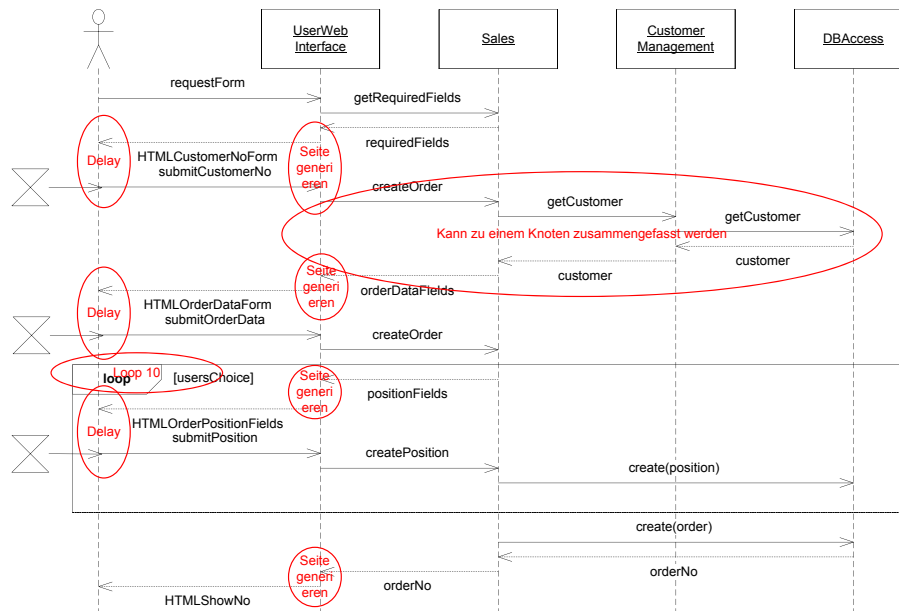 UserWeb
Interface
Sales
Customer
Management
DBAccess
requestForm
getRequiredFields
requiredFields
Delay
HTMLCustomerNoForm
submitCustomerNo
Seite
generi
eren
createOrder
getCustomer
getCustomer
Kann zu einem Knoten zusammengefasst werden
customer
customer
Seite
generi
eren
orderDataFields
Delay
HTMLOrderDataForm
submitOrderData
createOrder
Loop 10
loop
[usersChoice]
Seite
generi
eren
positionFields
Delay
HTMLOrderPositionFields
submitPosition
createPosition
create(position)
create(order)
Seite
generi
eren
orderNo
orderNo
HTMLShowNo